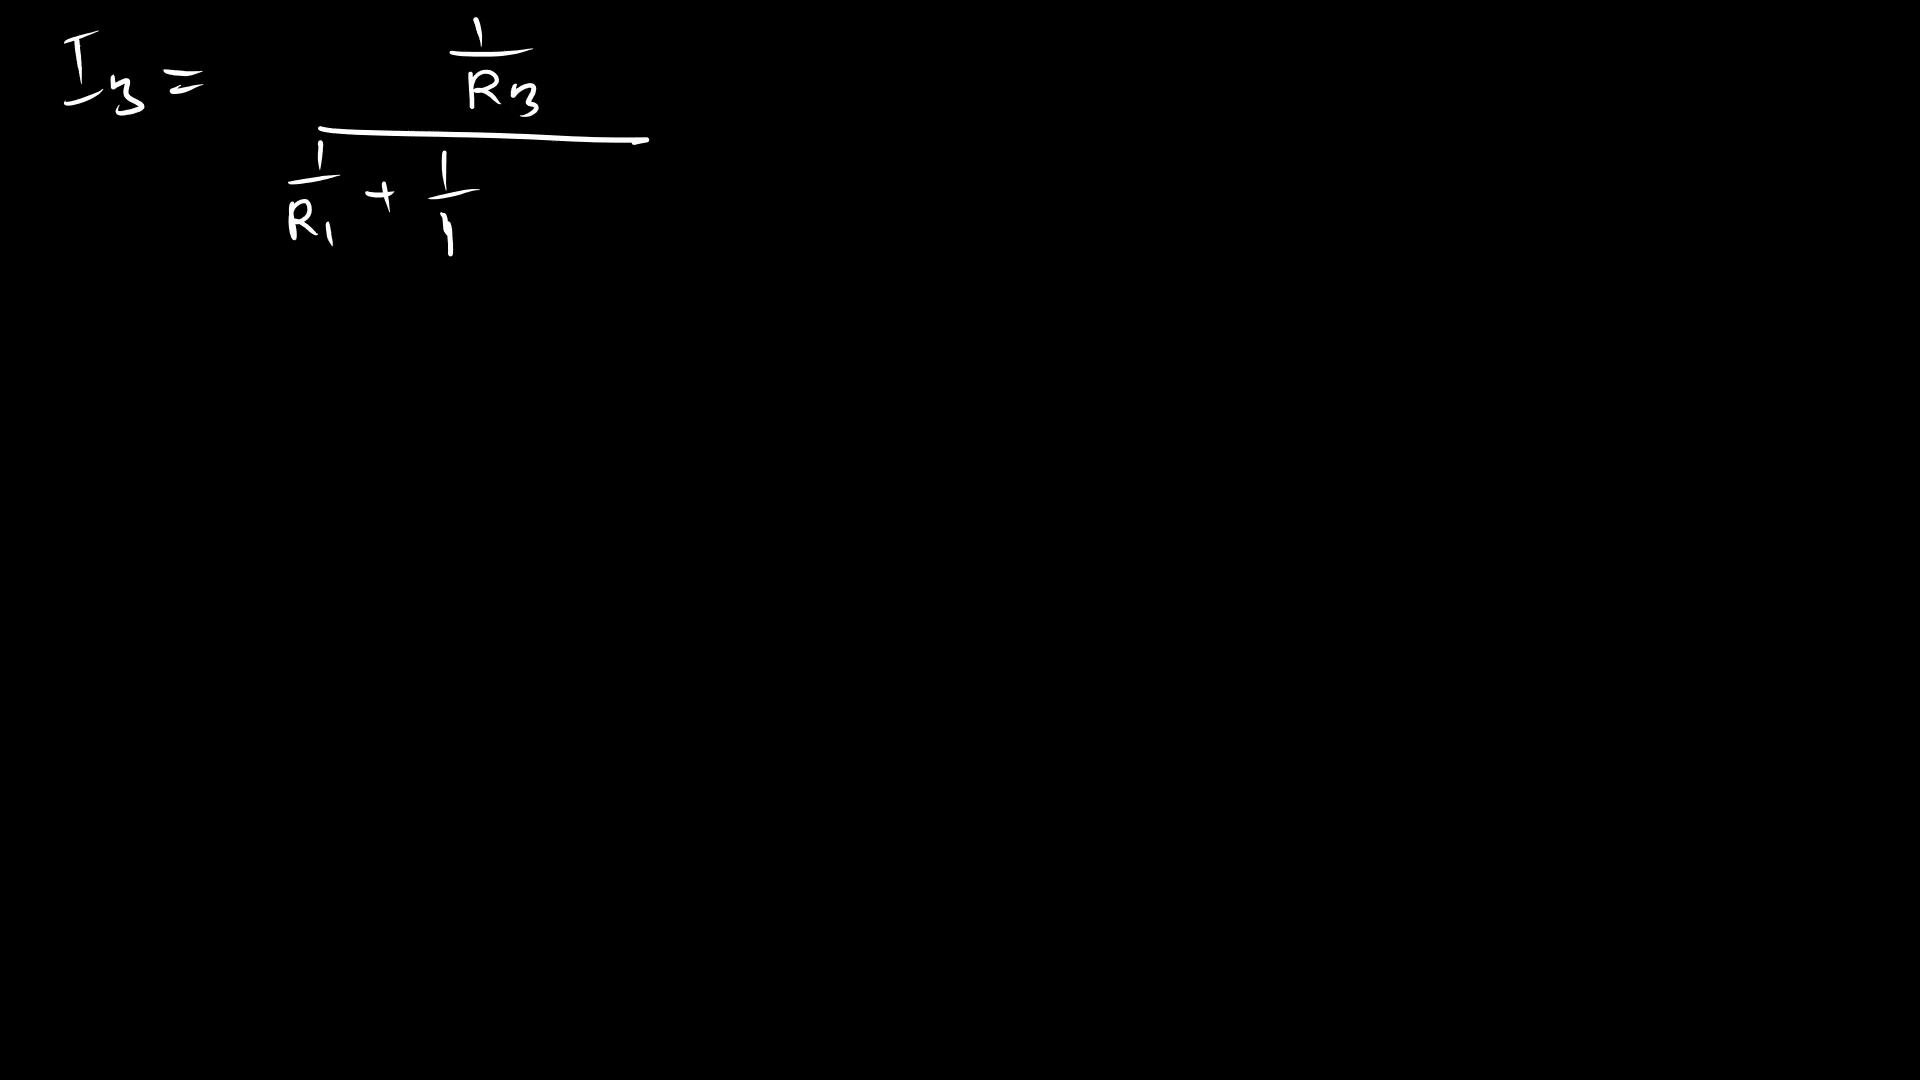 I₃ =
1
R₃
1 + 1
R₁ 1